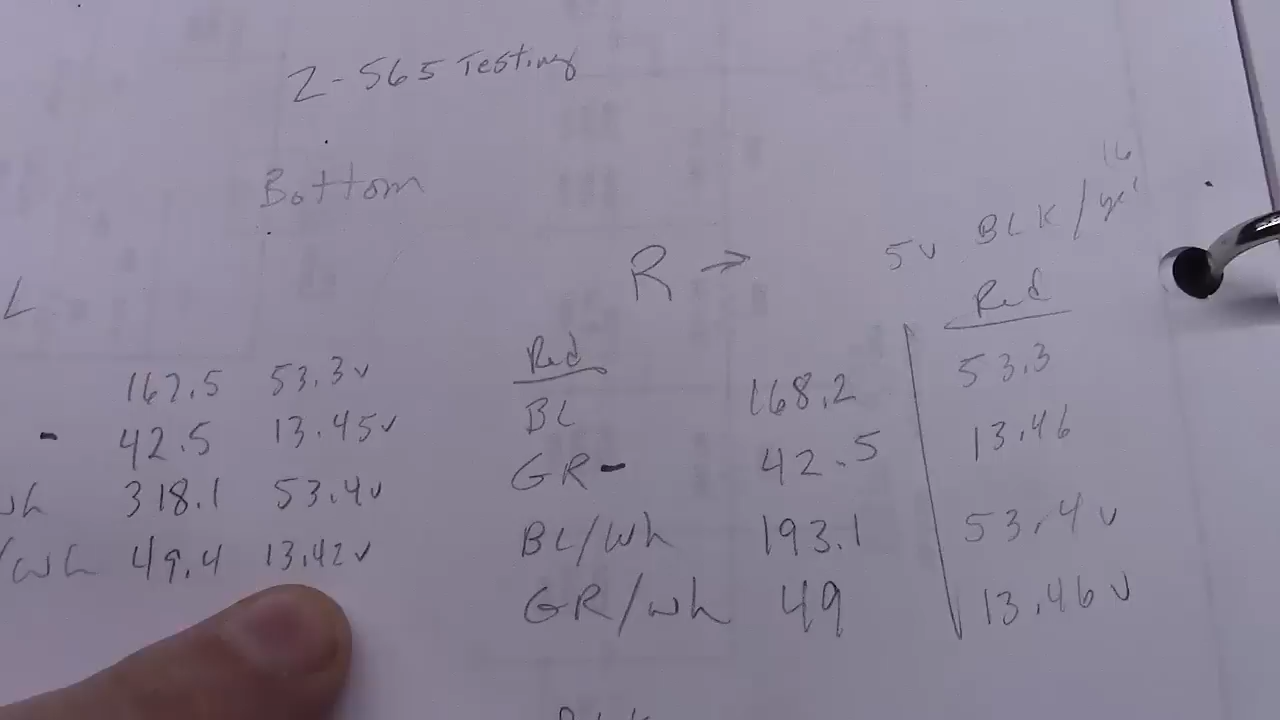 Z-565 Testing
Bottom
16
5v BLK/
L
R →
Red
Red
167.5 53.3v
BL 168.2 53.3
- 42.5 13.45v
GR- 42.5 13.46
wh 318.1 53.4v
BL/Wh 193.1 53.4v
/wh 49.4 13.42v
GR/wh 49 13.46v